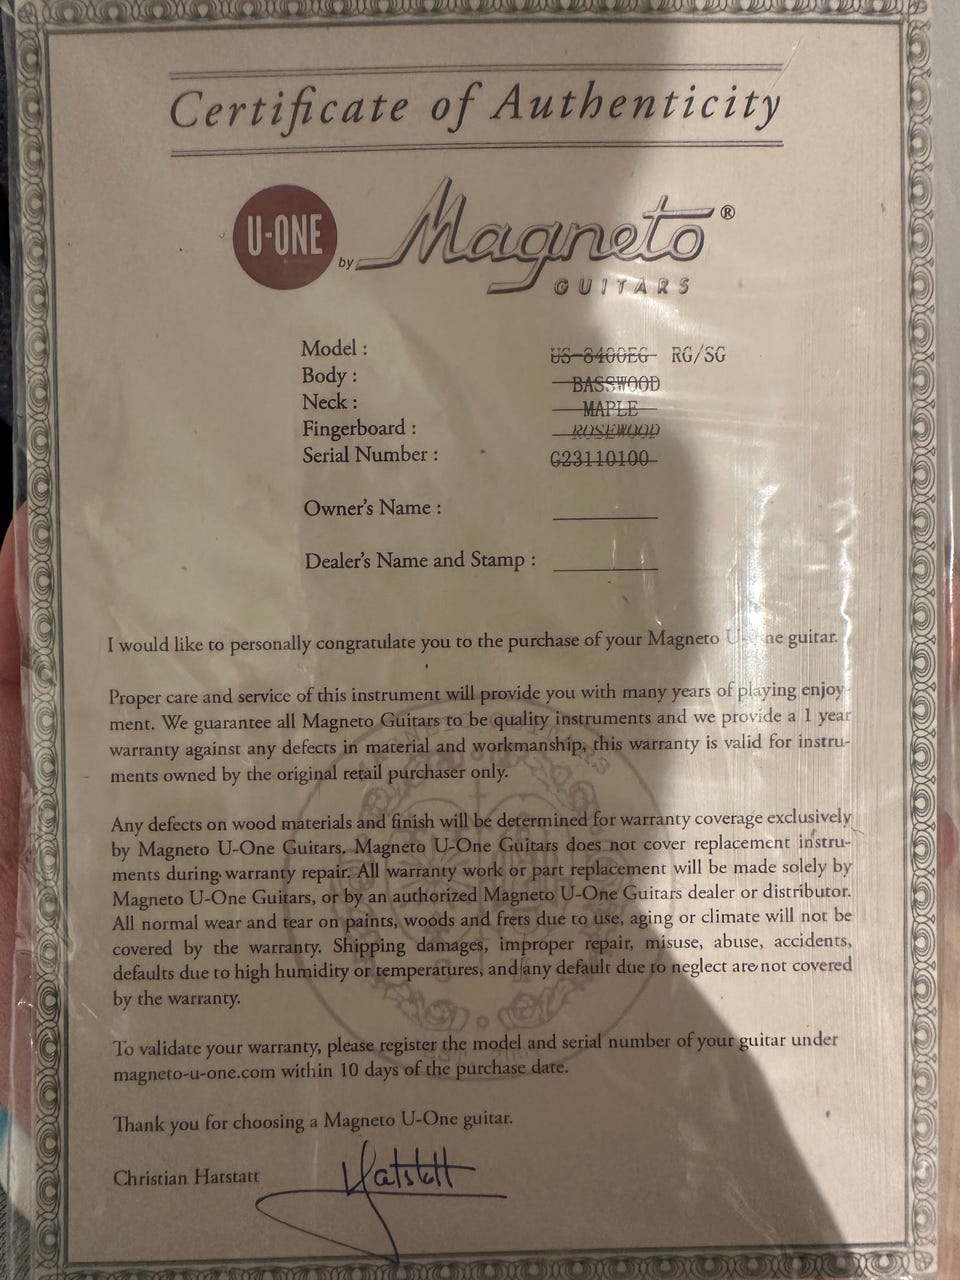 Certificate of Authenticity
U-ONE by Magneto®
GUITARS
Model : US-8400EG RG/SG
Body : BASSWOOD
Neck : MAPLE
Fingerboard : ROSEWOOD
Serial Number : G23110100
Owner's Name :
Dealer's Name and Stamp :
I would like to personally congratulate you to the purchase of your Magneto U-One guitar.
Proper care and service of this instrument will provide you with many years of playing enjoy-
ment. We guarantee all Magneto Guitars to be quality instruments and we provide a 1 year
warranty against any defects in material and workmanship, this warranty is valid for instru-
ments owned by the original retail purchaser only.
Any defects on wood materials and finish will be determined for warranty coverage exclusively
by Magneto U-One Guitars. Magneto U-One Guitars does not cover replacement instru-
ments during warranty repair. All warranty work or part replacement will be made solely by
Magneto U-One Guitars, or by an authorized Magneto U-One Guitars dealer or distributor.
All normal wear and tear on paints, woods and frets due to use, aging or climate will not be
covered by the warranty. Shipping damages, improper repair, misuse, abuse, accidents,
defaults due to high humidity or temperatures, and any default due to neglect are not covered
by the warranty.
To validate your warranty, please register the model and serial number of your guitar under
magneto-u-one.com within 10 days of the purchase date.
Thank you for choosing a Magneto U-One guitar.
Christian Hatstatt Hatstatt